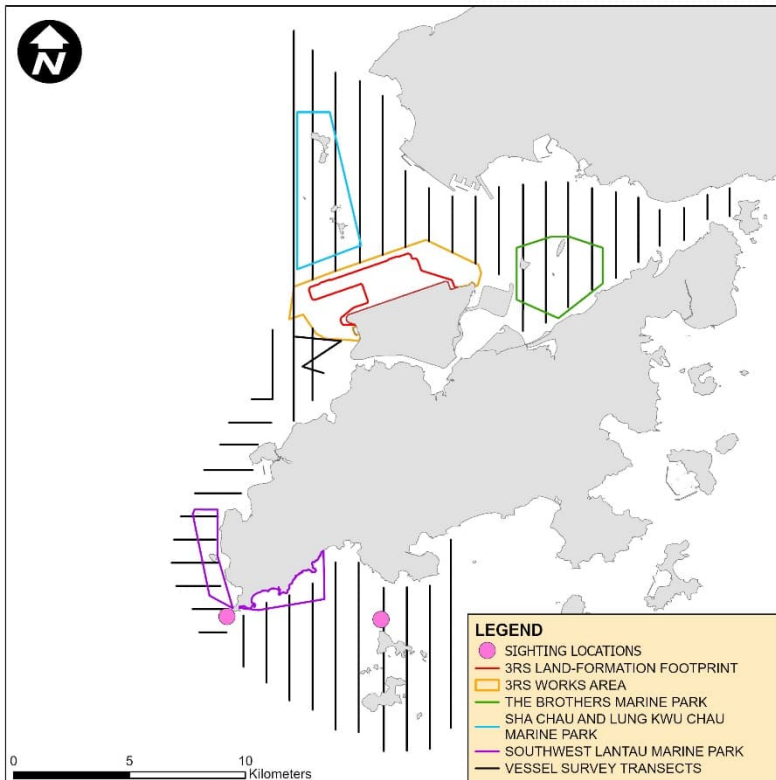 N
LEGEND
SIGHTING LOCATIONS
3RS LAND-FORMATION FOOTPRINT
3RS WORKS AREA
THE BROTHERS MARINE PARK
SHA CHAU AND LUNG KWU CHAU
MARINE PARK
SOUTHWEST LANTAU MARINE PARK
VESSEL SURVEY TRANSECTS
0 5 10
Kilometers